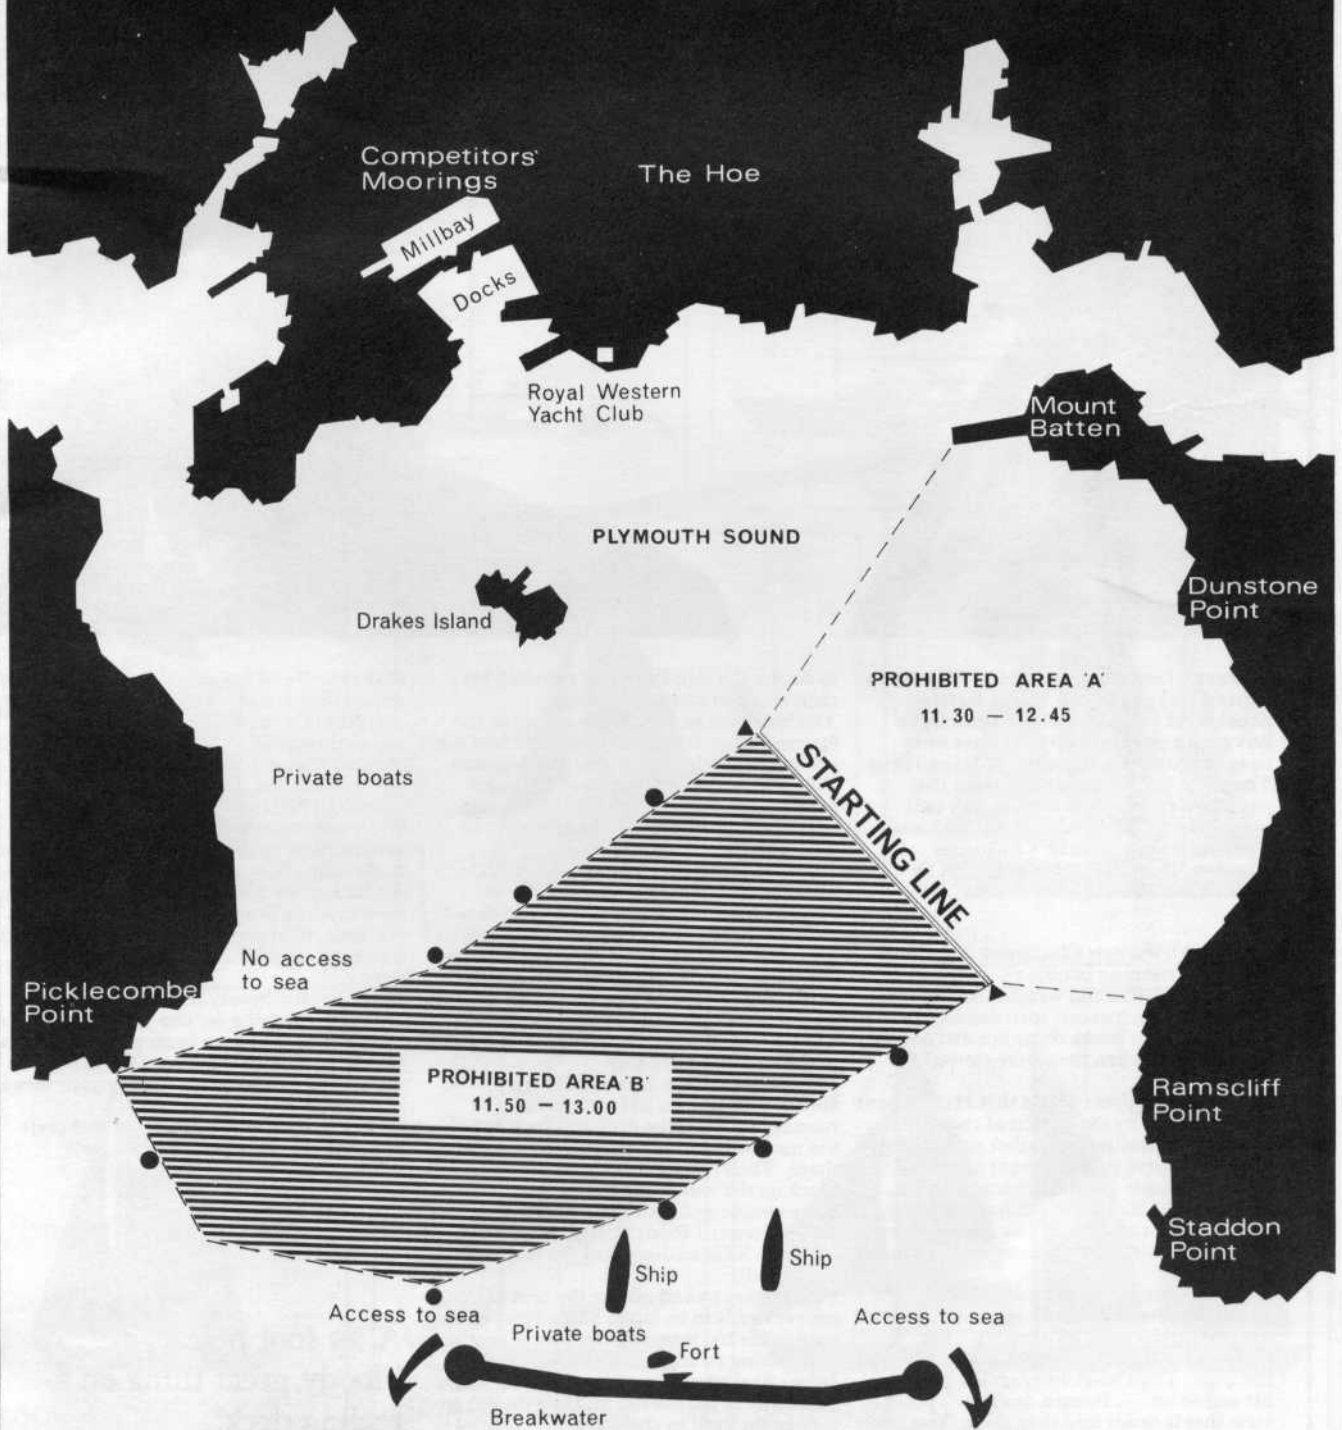 Competitors'
Moorings
The Hoe
Millbay
Docks
Royal Western
Yacht Club
Mount
Batten
PLYMOUTH SOUND
Dunstone
Point
Drakes Island
PROHIBITED AREA 'A'
11.30 — 12.45
STARTING LINE
Private boats
No access
to sea
Picklecombe
Point
PROHIBITED AREA 'B'
11.50 — 13.00
Ramscliff
Point
Staddon
Point
Ship
Ship
Access to sea
Private boats
Access to sea
Fort
Breakwater